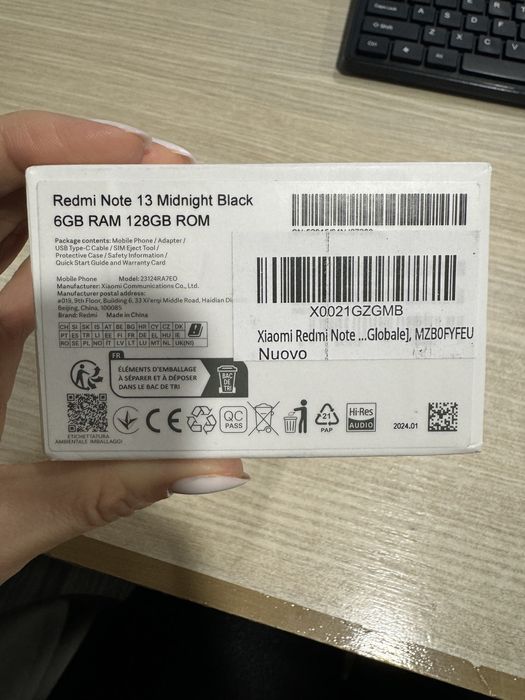 Redmi Note 13 Midnight Black
6GB RAM 128GB ROM
Package contents: Mobile Phone / Adapter /
USB Type-C Cable / SIM Eject Tool /
Protective Case / Safety Information /
Quick Start Guide and Warranty Card
Mobile Phone Model: 23124RA7EO
Manufacturer: Xiaomi Communications Co., Ltd.
Manufacturer postal address:
#019, 9th Floor, Building 6, 33 Xi'erqi Middle Road, Haidian
Beijing, China, 100085
Brand: Redmi Made in China
CH SI SK IS AT BE BG HR CY CZ DK
PT ES TR LI EE FI FR DE EL HU IE
RO SE PL NO IT LV LT LU MT NL UK(NI)
X0021GZGMB
Xiaomi Redmi Note ...Globale], MZB0FYFEU
Nuovo
FR
ÉLÉMENTS D'EMBALLAGE
À SÉPARER ET À DÉPOSER
DANS LE BAC DE TRI
BAC
DE
TRI
ETICHETTATURA
AMBIENTALE IMBALLAGGI
CE
QC
PASS
21
PAP
Hi-Res
AUDIO
2024.01